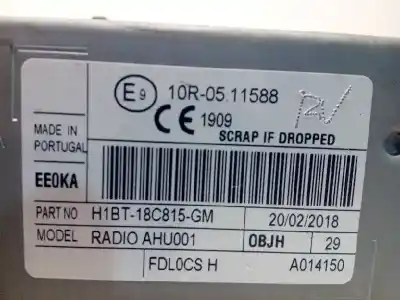 E9 10R-05.11588
CE 1909
SCRAP IF DROPPED
MADE IN
PORTUGAL
EE0KA
PART NO H1BT-18C815-GM 20/02/2018
MODEL RADIO AHU001 0BJH 29
FDL0CS H A014150